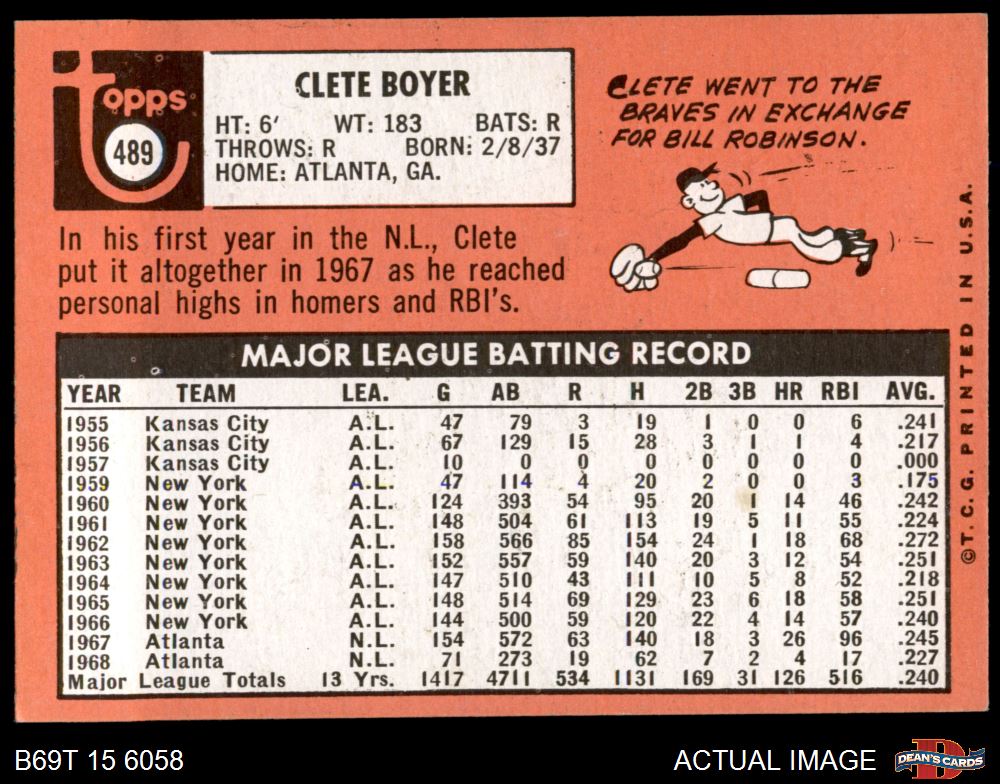 Topps
489
CLETE BOYER
HT: 6' WT: 183 BATS: R
THROWS: R BORN: 2/8/37
HOME: ATLANTA, GA.
CLETE WENT TO THE
BRAVES IN EXCHANGE
FOR BILL ROBINSON.
In his first year in the N.L., Clete
put it altogether in 1967 as he reached
personal highs in homers and RBI's.
MAJOR LEAGUE BATTING RECORD
YEAR TEAM LEA. G AB R H 2B 3B HR RBI AVG.
1955 Kansas City A.L. 47 79 3 19 1 0 0 6 .241
1956 Kansas City A.L. 67 129 15 28 3 1 1 4 .217
1957 Kansas City A.L. 10 0 0 0 0 0 0 0 .000
1959 New York A.L. 47 114 4 20 2 0 0 3 .175
1960 New York A.L. 124 393 54 95 20 1 14 46 .242
1961 New York A.L. 148 504 61 113 19 5 11 55 .224
1962 New York A.L. 158 566 85 154 24 1 18 68 .272
1963 New York A.L. 152 557 59 140 20 3 12 54 .251
1964 New York A.L. 147 510 43 111 10 5 8 52 .218
1965 New York A.L. 148 514 69 129 23 6 18 58 .251
1966 New York A.L. 144 500 59 120 22 4 14 57 .240
1967 Atlanta N.L. 154 572 63 140 18 3 26 96 .245
1968 Atlanta N.L. 71 273 19 62 7 2 4 17 .227
Major League Totals 13 Yrs. 1417 4711 534 1131 169 31 126 516 .240
©T.C.G. PRINTED IN U.S.A.
B69T 15 6058
ACTUAL IMAGE
DEAN'S CARDS